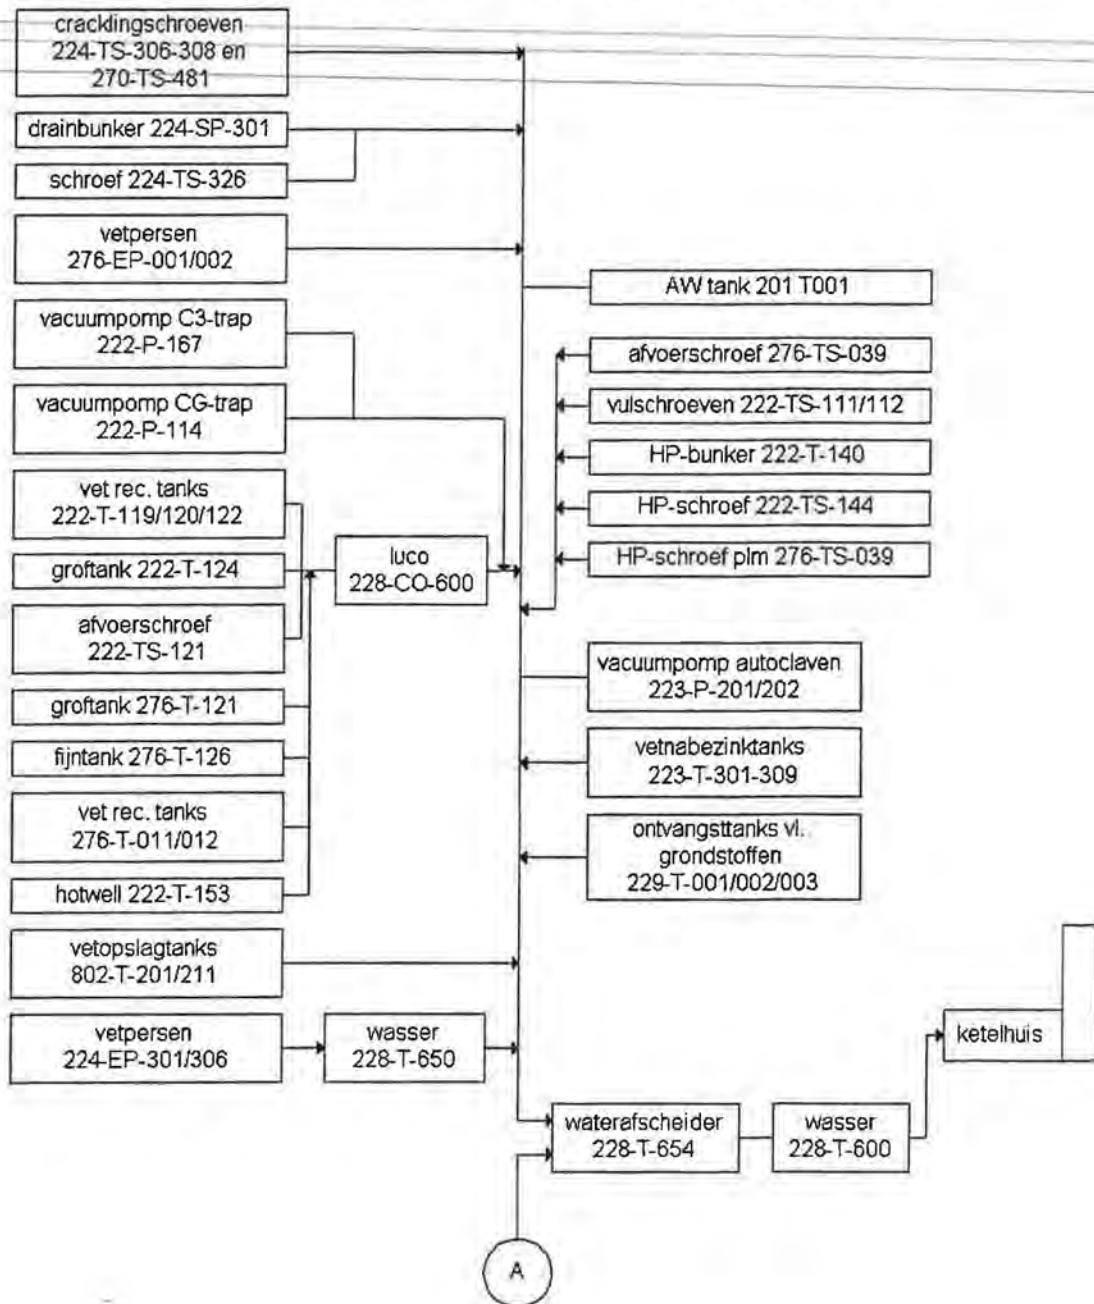 cracklingschroeven
224-TS-306-308 en
270-TS-481
drainbunker 224-SP-301
schroef 224-TS-326
vetpersen
276-EP-001/002
vacuumpomp C3-trap
222-P-167
vacuumpomp CG-trap
222-P-114
vet rec. tanks
222-T-119/120/122
groftank 222-T-124
afvoerschroef
222-TS-121
groftank 276-T-121
fijntank 276-T-126
vet rec. tanks
276-T-011/012
hotwell 222-T-153
vetopslagtanks
802-T-201/211
vetpersen
224-EP-301/306
luco
228-CO-600
wasser
228-T-650
AW tank 201 T001
afvoerschroef 276-TS-039
vulschroeven 222-TS-111/112
HP-bunker 222-T-140
HP-schroef 222-TS-144
HP-schroef plm 276-TS-039
vacuumpomp autoclaven
223-P-201/202
vetnabezinktanks
223-T-301-309
ontvangsttanks vl.
grondstoffen
229-T-001/002/003
ketelhuis
waterafscheider
228-T-654
wasser
228-T-600
A